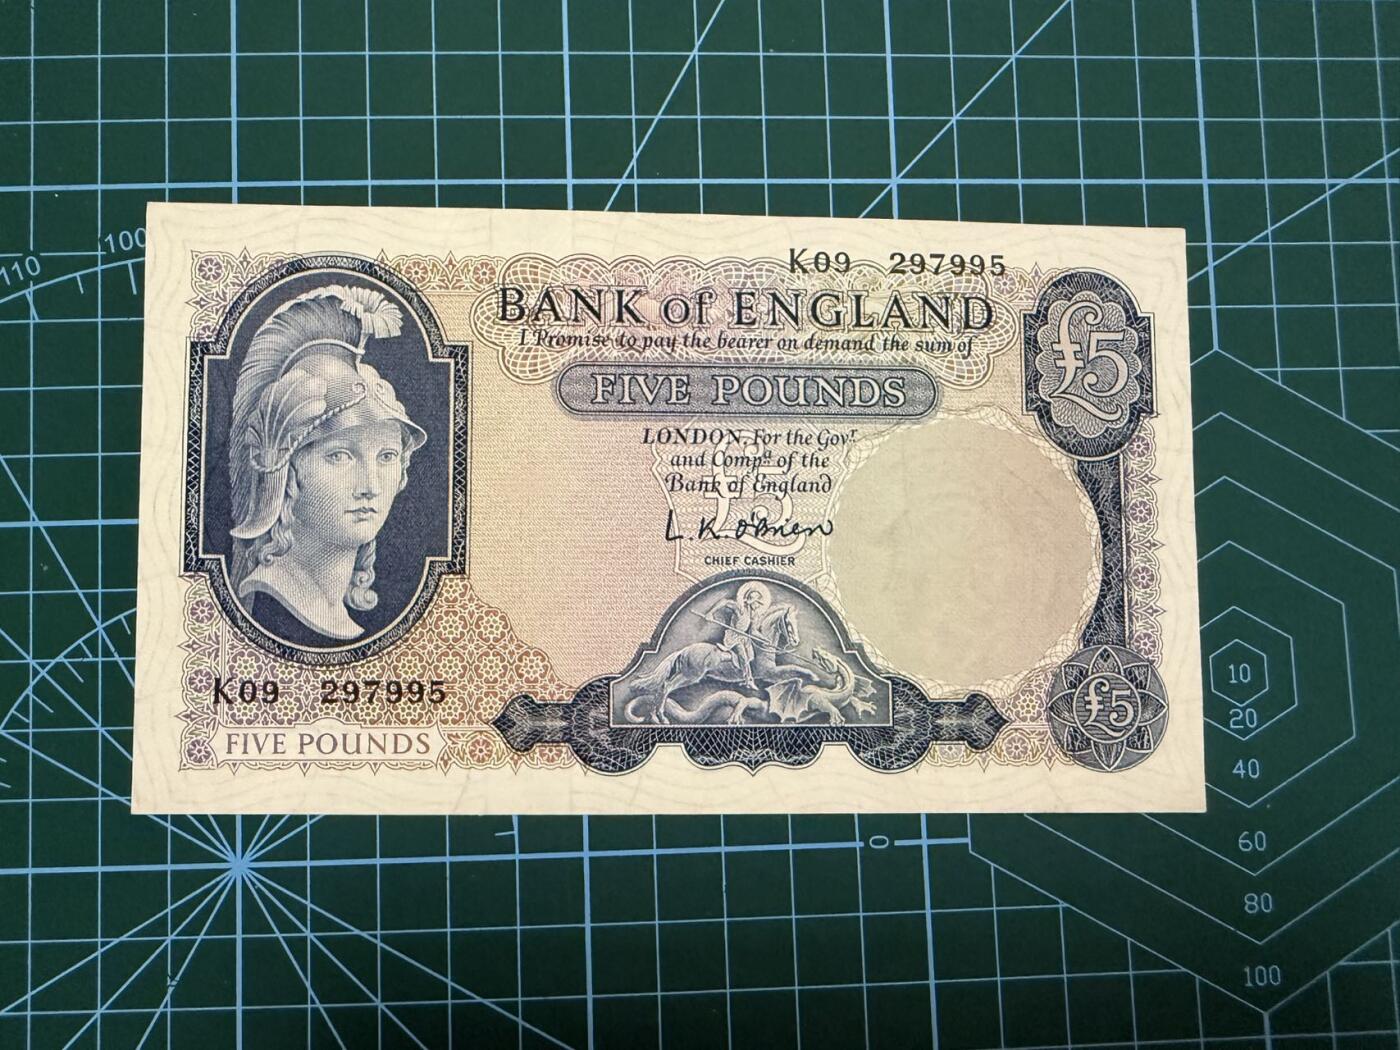 K09 297995
BANK of ENGLAND
I Promise to pay the bearer on demand the sum of
FIVE POUNDS
£5
LONDON, For the Govr
and Compa of the
Bank of England
£5
L.K. O'Brien
CHIEF CASHIER
K09 297995
FIVE POUNDS
£5
110
100
0
10
20
40
60
80
100